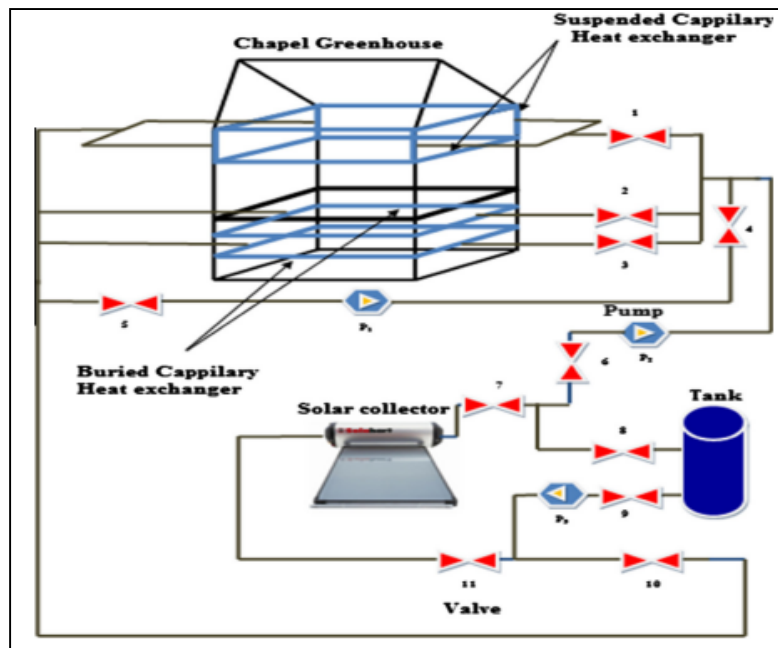 Suspended Cappilary
Heat exchanger
Chapel Greenhouse
1
2
3
4
5
P₁
Pump
P₂
6
Buried Cappilary
Heat exchanger
7
Solar collector
Tank
8
9
11
10
Valve